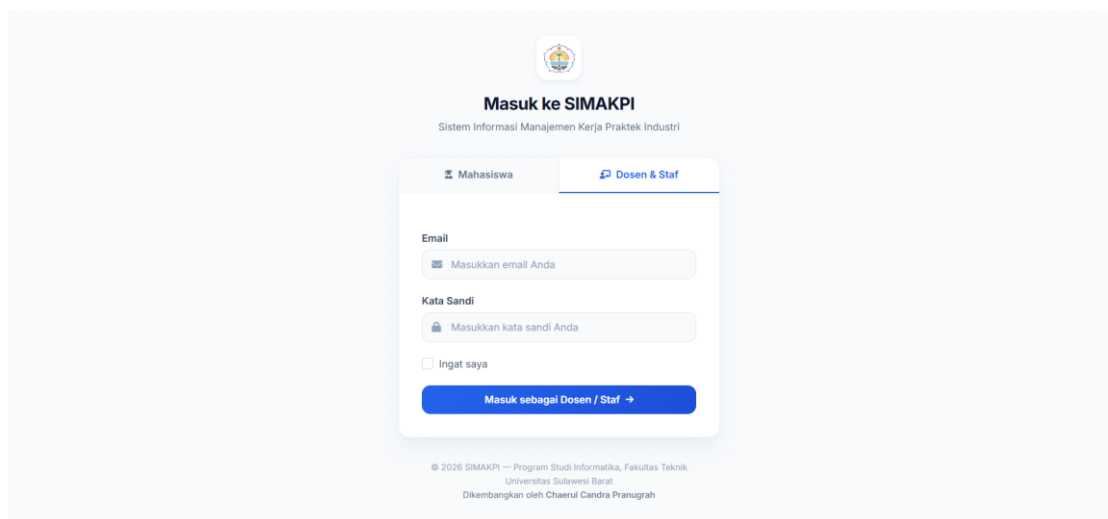 Masuk ke SIMAKPI
Sistem Informasi Manajemen Kerja Praktek Industri
Mahasiswa
Dosen & Staf
Email
Masukkan email Anda
Kata Sandi
Masukkan kata sandi Anda
Ingat saya
Masuk sebagai Dosen / Staf →
© 2026 SIMAKPI — Program Studi Informatika, Fakultas Teknik
Universitas Sulawesi Barat
Dikembangkan oleh Chaerul Candra Pranugrah